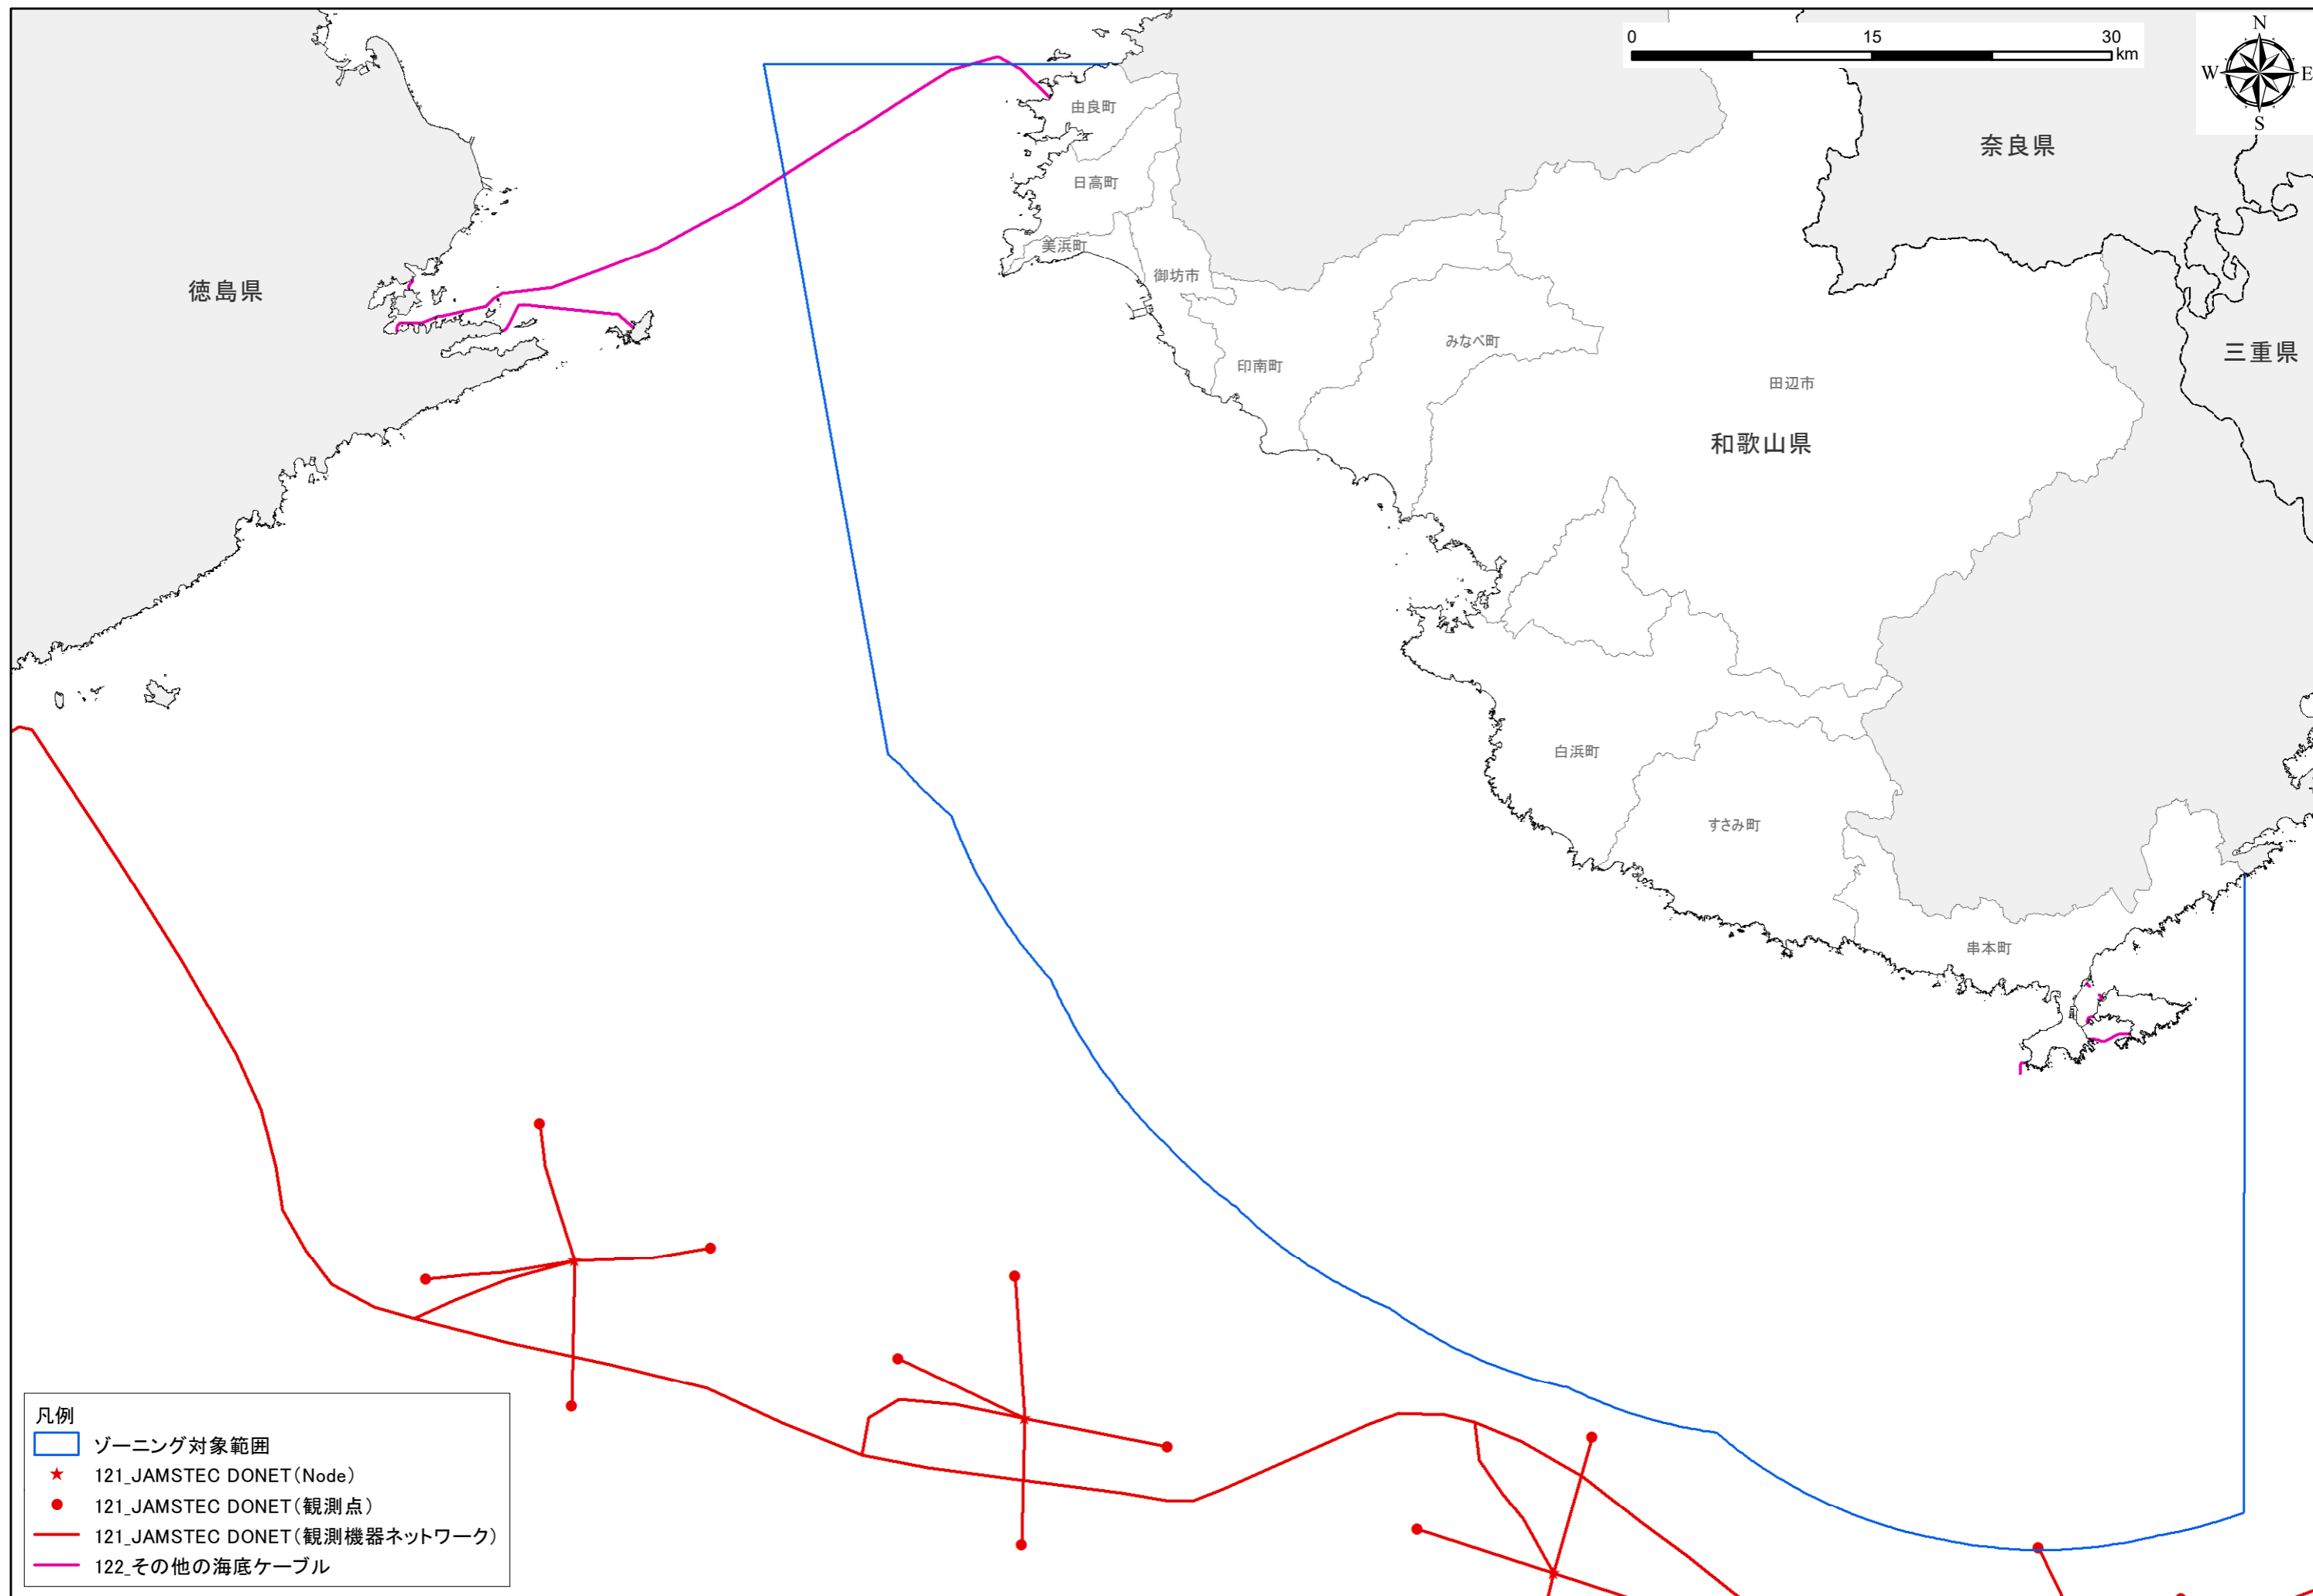 0 15 30
km
N
W E
S
由良町
奈良県
日高町
美浜町
御坊市
徳島県
みなべ町
三重県
印南町
田辺市
和歌山県
白浜町
すさみ町
串本町
凡例
ゾーニング対象範囲
121_JAMSTEC DONET(Node)
121_JAMSTEC DONET(観測点)
121_JAMSTEC DONET(観測機器ネットワーク)
122_その他の海底ケーブル